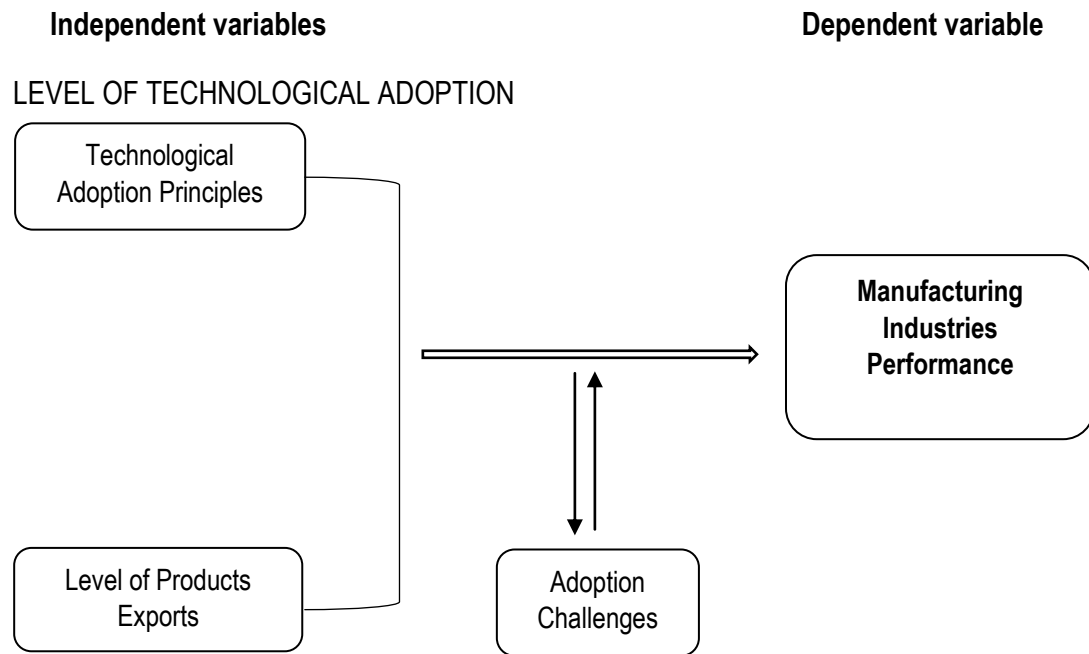 Independent variables
Dependent variable
LEVEL OF TECHNOLOGICAL ADOPTION
Technological
Adoption Principles
Manufacturing
Industries
Performance
Level of Products
Exports
Adoption
Challenges